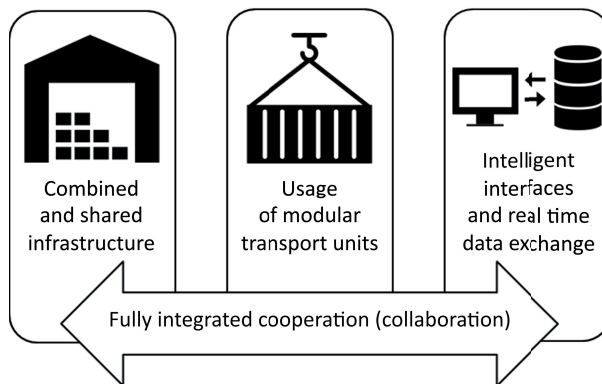 Combined
and shared
infrastructure
Usage
of modular
transport units
Intelligent
interfaces
and real time
data exchange
Fully integrated cooperation (collaboration)